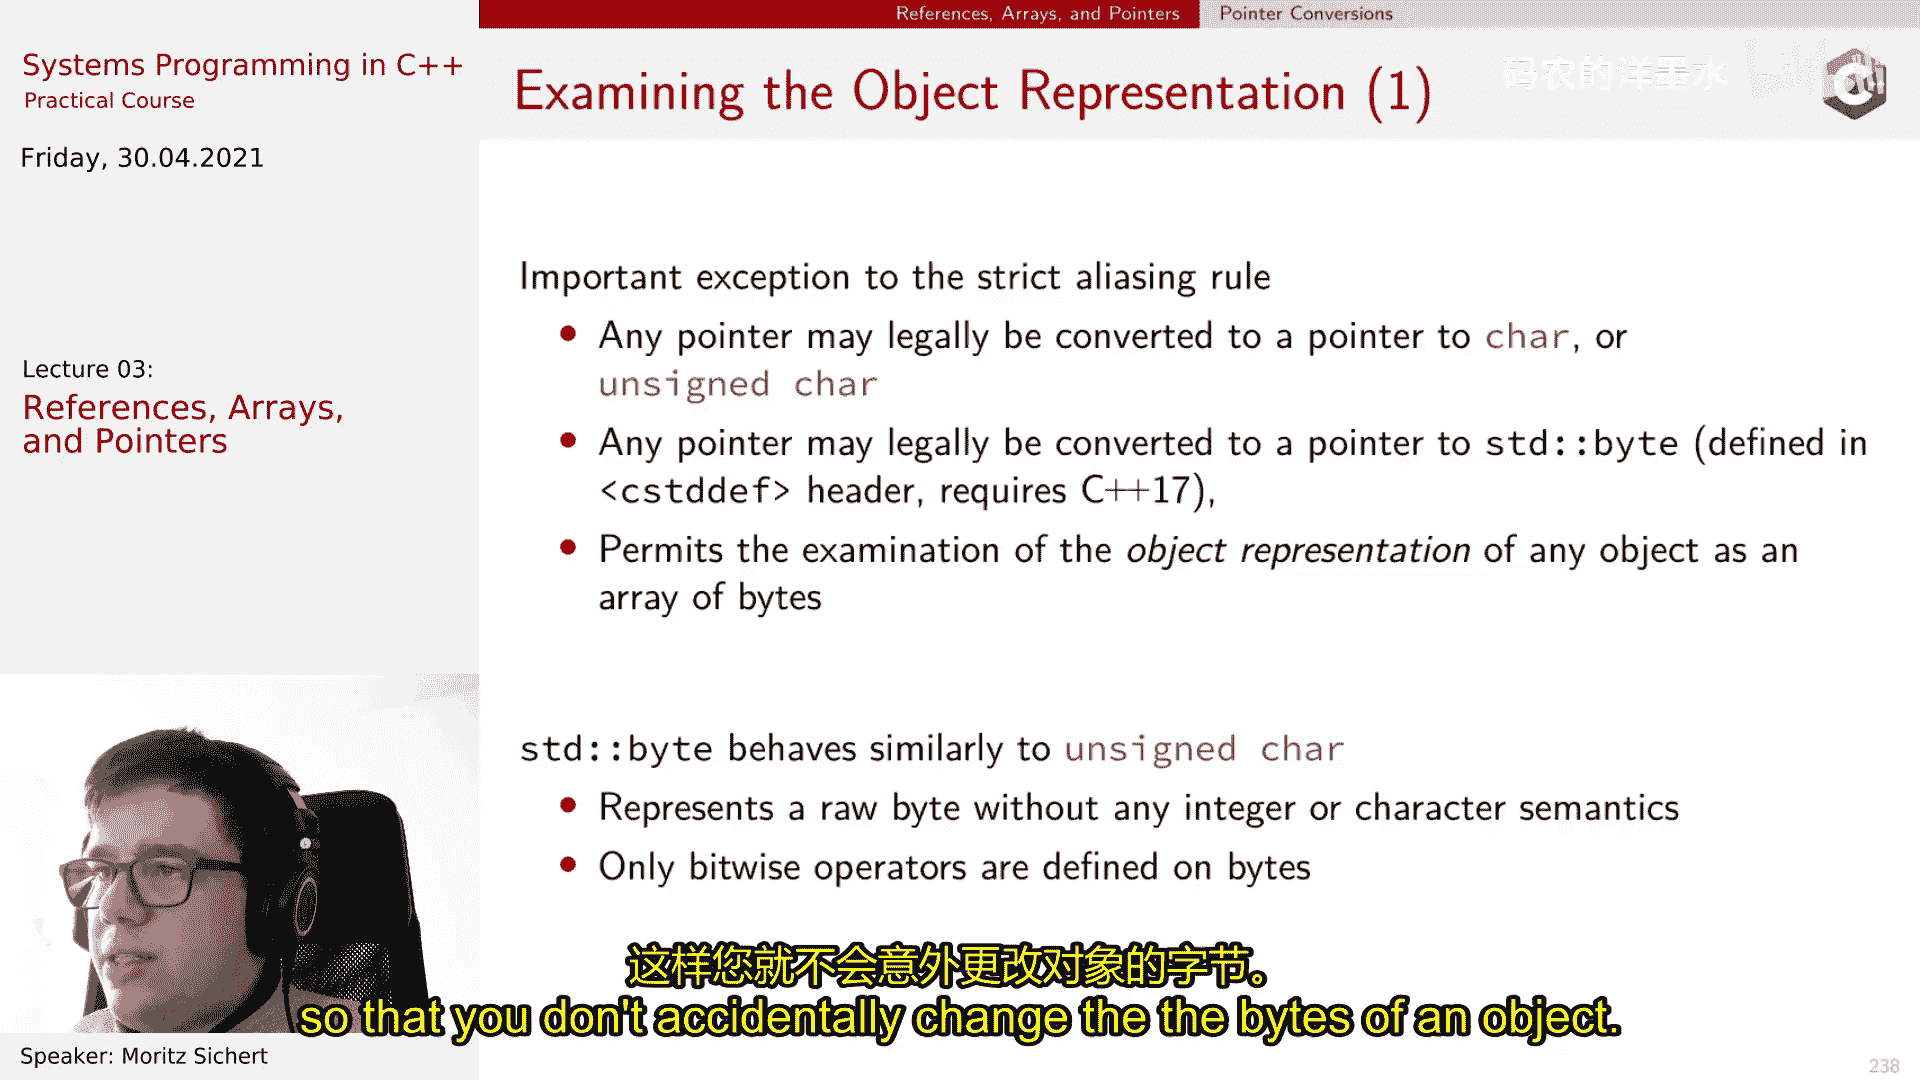 References, Arrays, and Pointers
Pointer Conversions
Systems Programming in C++
Practical Course
Friday, 30.04.2021
Lecture 03:
References, Arrays,
and Pointers
Examining the Object Representation (1)
码农的洋墨水
Important exception to the strict aliasing rule
• Any pointer may legally be converted to a pointer to char, or
unsigned char
• Any pointer may legally be converted to a pointer to std::byte (defined in
<cstddef> header, requires C++17),
• Permits the examination of the object representation of any object as an
array of bytes
std::byte behaves similarly to unsigned char
• Represents a raw byte without any integer or character semantics
• Only bitwise operators are defined on bytes
这样您就不会意外更改对象的字节。
so that you don't accidentally change the the bytes of an object.
Speaker: Moritz Sichert
238